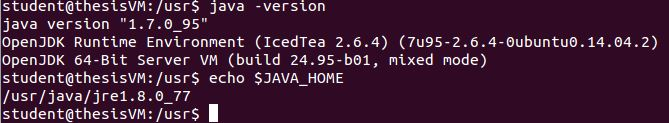 student@thesisVM:/usr$ java -version
java version "1.7.0_95"
OpenJDK Runtime Environment (IcedTea 2.6.4) (7u95-2.6.4-0ubuntu0.14.04.2)
OpenJDK 64-Bit Server VM (build 24.95-b01, mixed mode)
student@thesisVM:/usr$ echo $JAVA_HOME
/usr/java/jre1.8.0_77
student@thesisVM:/usr$